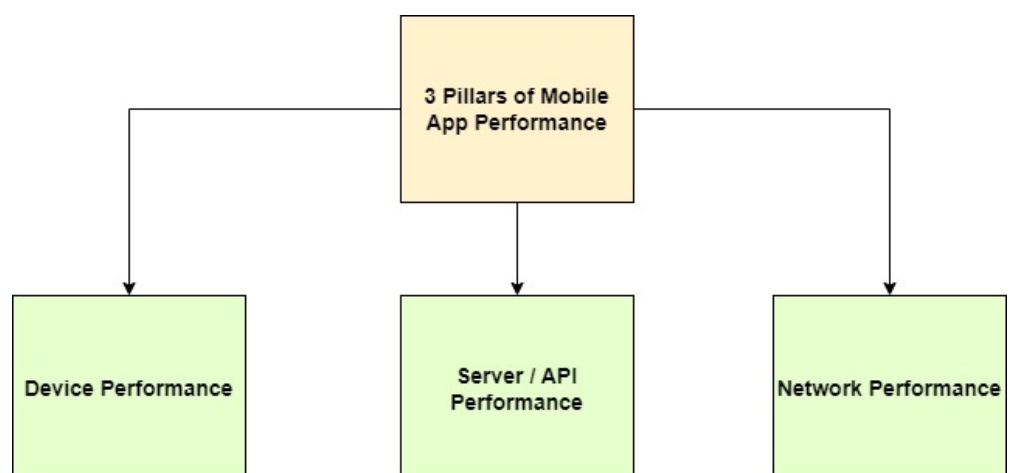 3 Pillars of Mobile
App Performance
Device Performance
Server / API
Performance
Network Performance